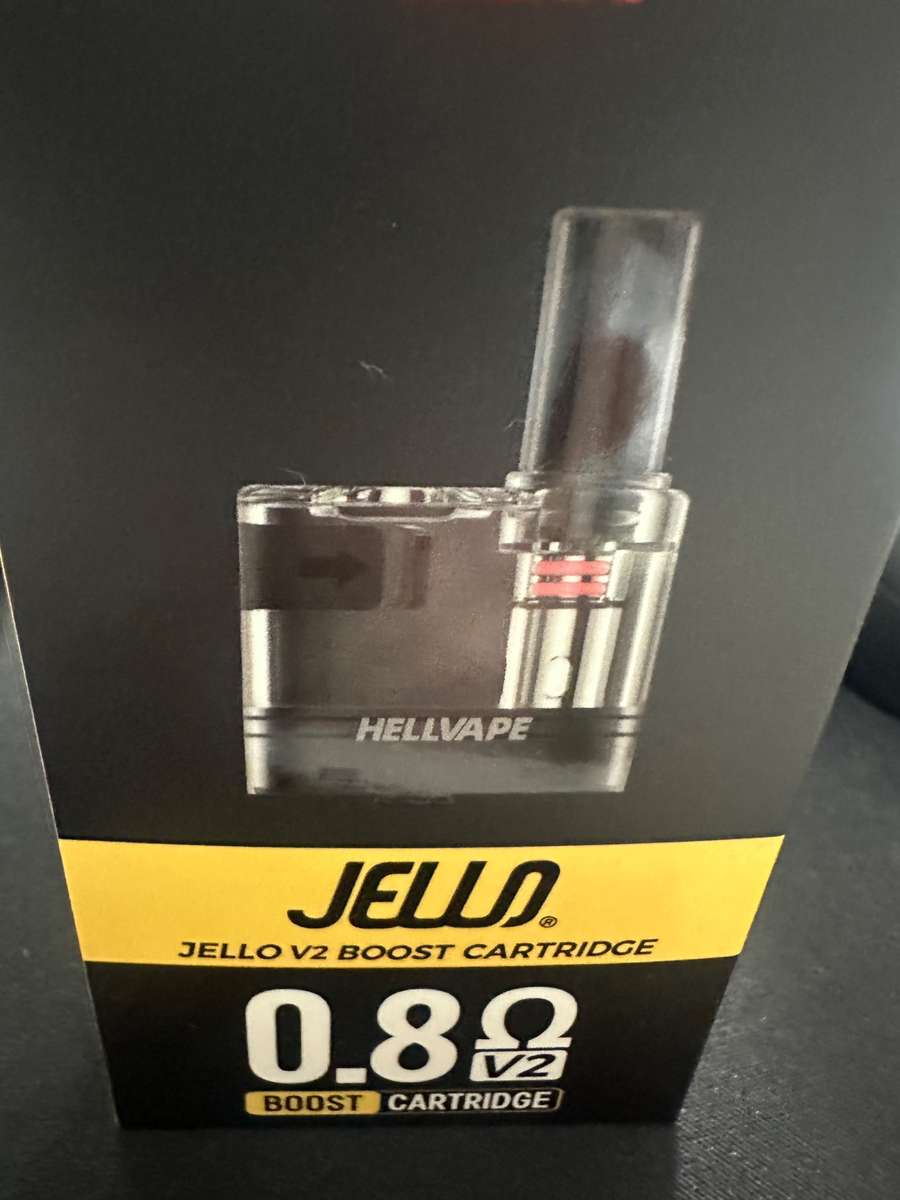 HELLVAPE
JELLO®
JELLO V2 BOOST CARTRIDGE
0.8Ω
V2
BOOST CARTRIDGE